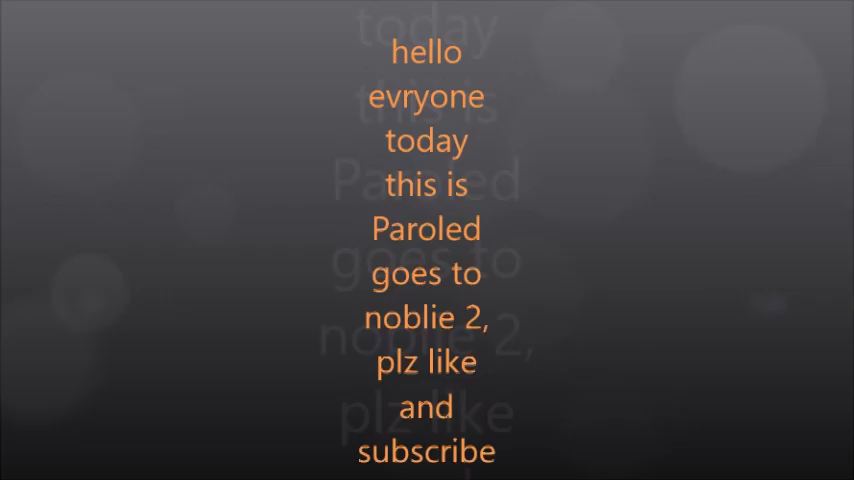 hello
evryone
today
this is
Paroled
goes to
noblie 2,
plz like
and
subscribe